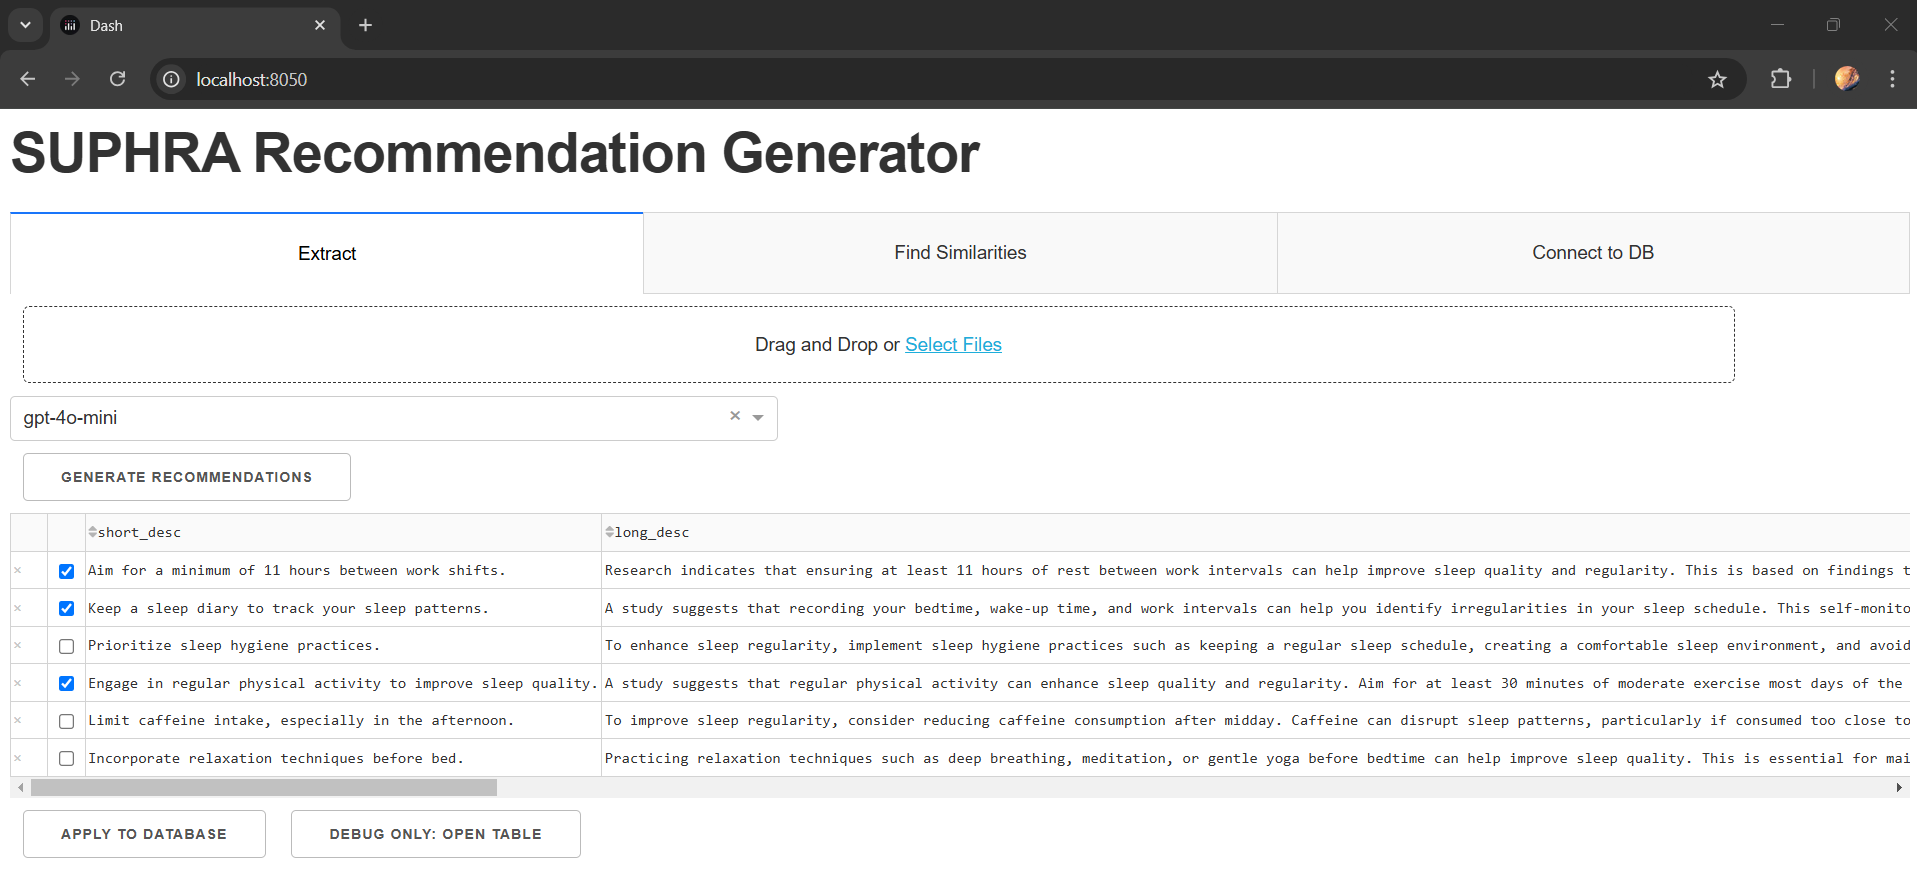 Dash
localhost:8050
SUPHRA Recommendation Generator
Extract
Find Similarities
Connect to DB
Drag and Drop or Select Files
gpt-4o-mini
GENERATE RECOMMENDATIONS
short_desc long_desc
Aim for a minimum of 11 hours between work shifts. Research indicates that ensuring at least 11 hours of rest between work intervals can help improve sleep quality and regularity. This is based on findings t
Keep a sleep diary to track your sleep patterns. A study suggests that recording your bedtime, wake-up time, and work intervals can help you identify irregularities in your sleep schedule. This self-monito
Prioritize sleep hygiene practices. To enhance sleep regularity, implement sleep hygiene practices such as keeping a regular sleep schedule, creating a comfortable sleep environment, and avoid
Engage in regular physical activity to improve sleep quality. A study suggests that regular physical activity can enhance sleep quality and regularity. Aim for at least 30 minutes of moderate exercise most days of the
Limit caffeine intake, especially in the afternoon. To improve sleep regularity, consider reducing caffeine consumption after midday. Caffeine can disrupt sleep patterns, particularly if consumed too close to
Incorporate relaxation techniques before bed. Practicing relaxation techniques such as deep breathing, meditation, or gentle yoga before bedtime can help improve sleep quality. This is essential for mai
APPLY TO DATABASE
DEBUG ONLY: OPEN TABLE